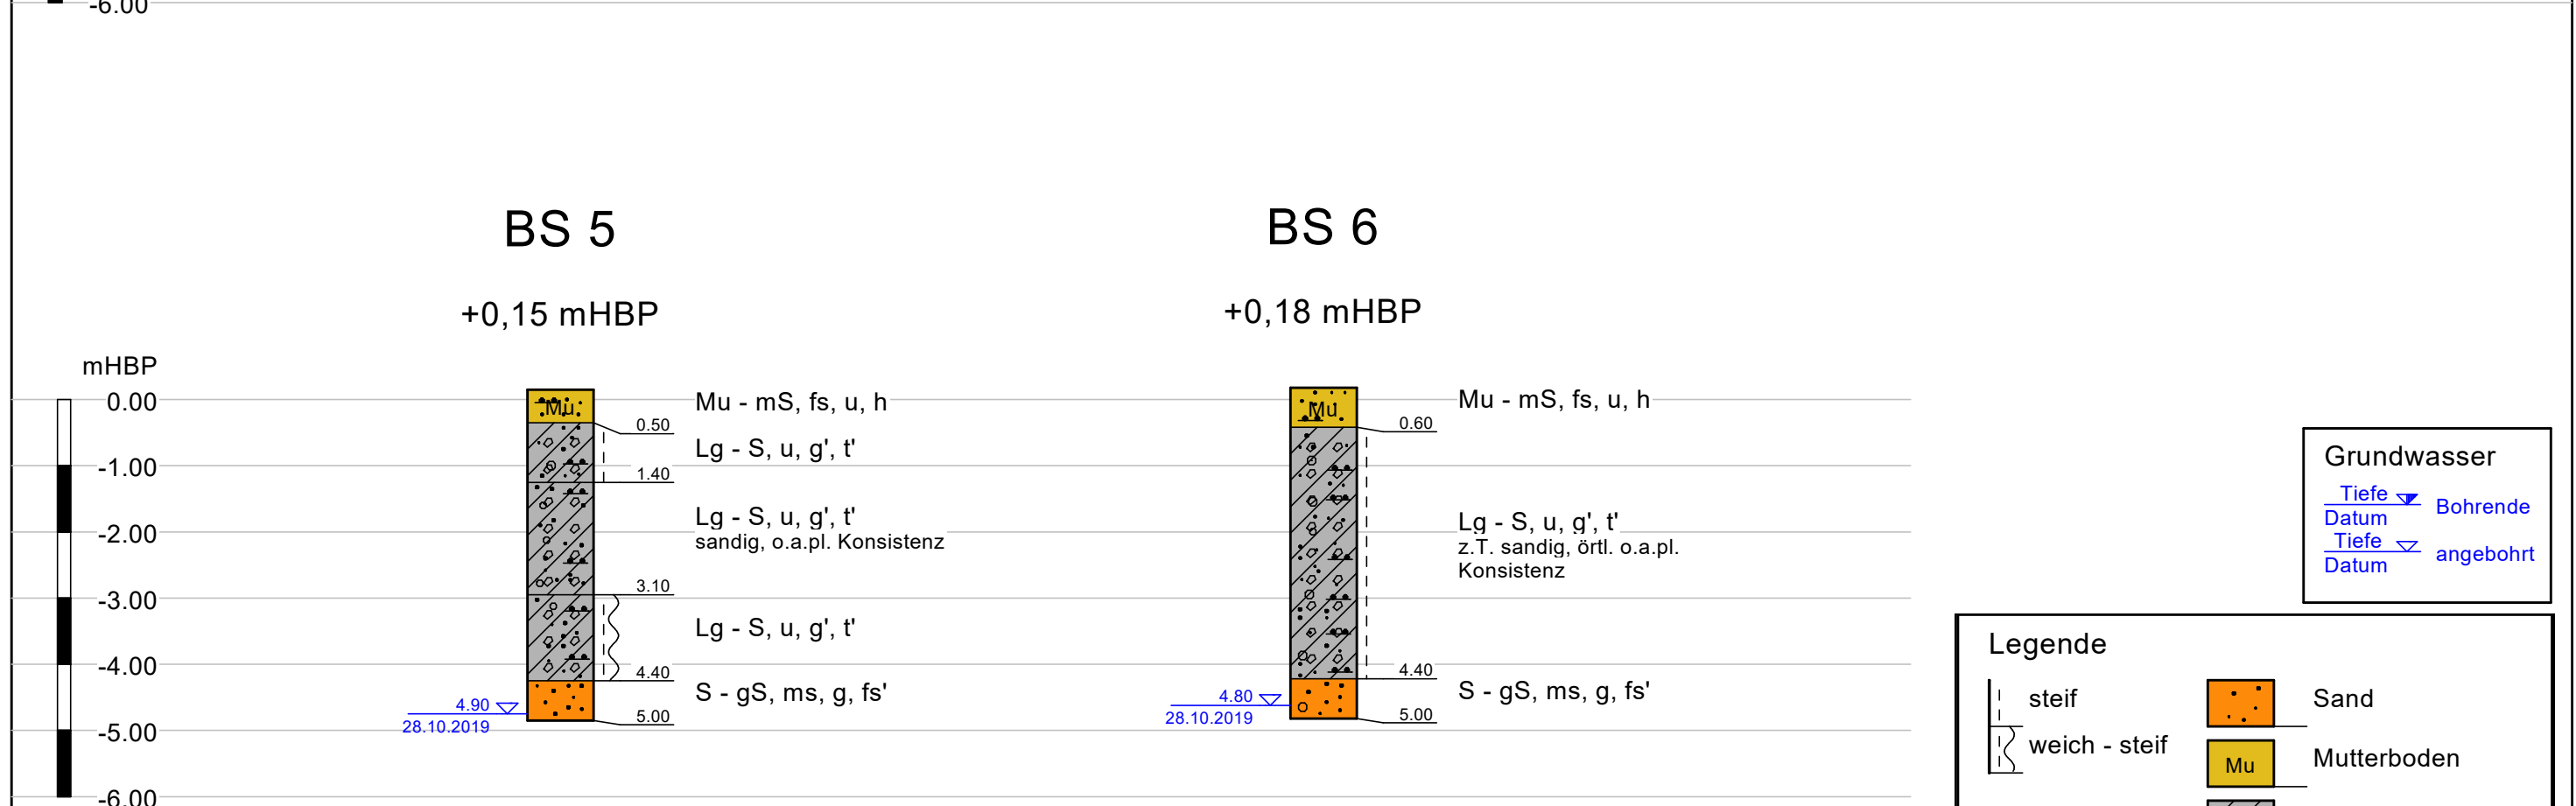 -6.00
BS 5
BS 6
+0,15 mHBP
+0,18 mHBP
mHBP
0.00
-1.00
-2.00
-3.00
-4.00
-5.00
-6.00
Mu
0.50
1.40
3.10
4.40
5.00
Mu - mS, fs, u, h
Lg - S, u, g', t'
Lg - S, u, g', t'
sandig, o.a.pl. Konsistenz
Lg - S, u, g', t'
S - gS, ms, g, fs'
4.90
28.10.2019
Mu
0.60
4.40
5.00
Mu - mS, fs, u, h
Lg - S, u, g', t'
z.T. sandig, örtl. o.a.pl.
Konsistenz
S - gS, ms, g, fs'
4.80
28.10.2019
Grundwasser
Tiefe
Datum
Bohrende
Tiefe
Datum
angebohrt
Legende
steif
weich - steif
Sand
Mu
Mutterboden